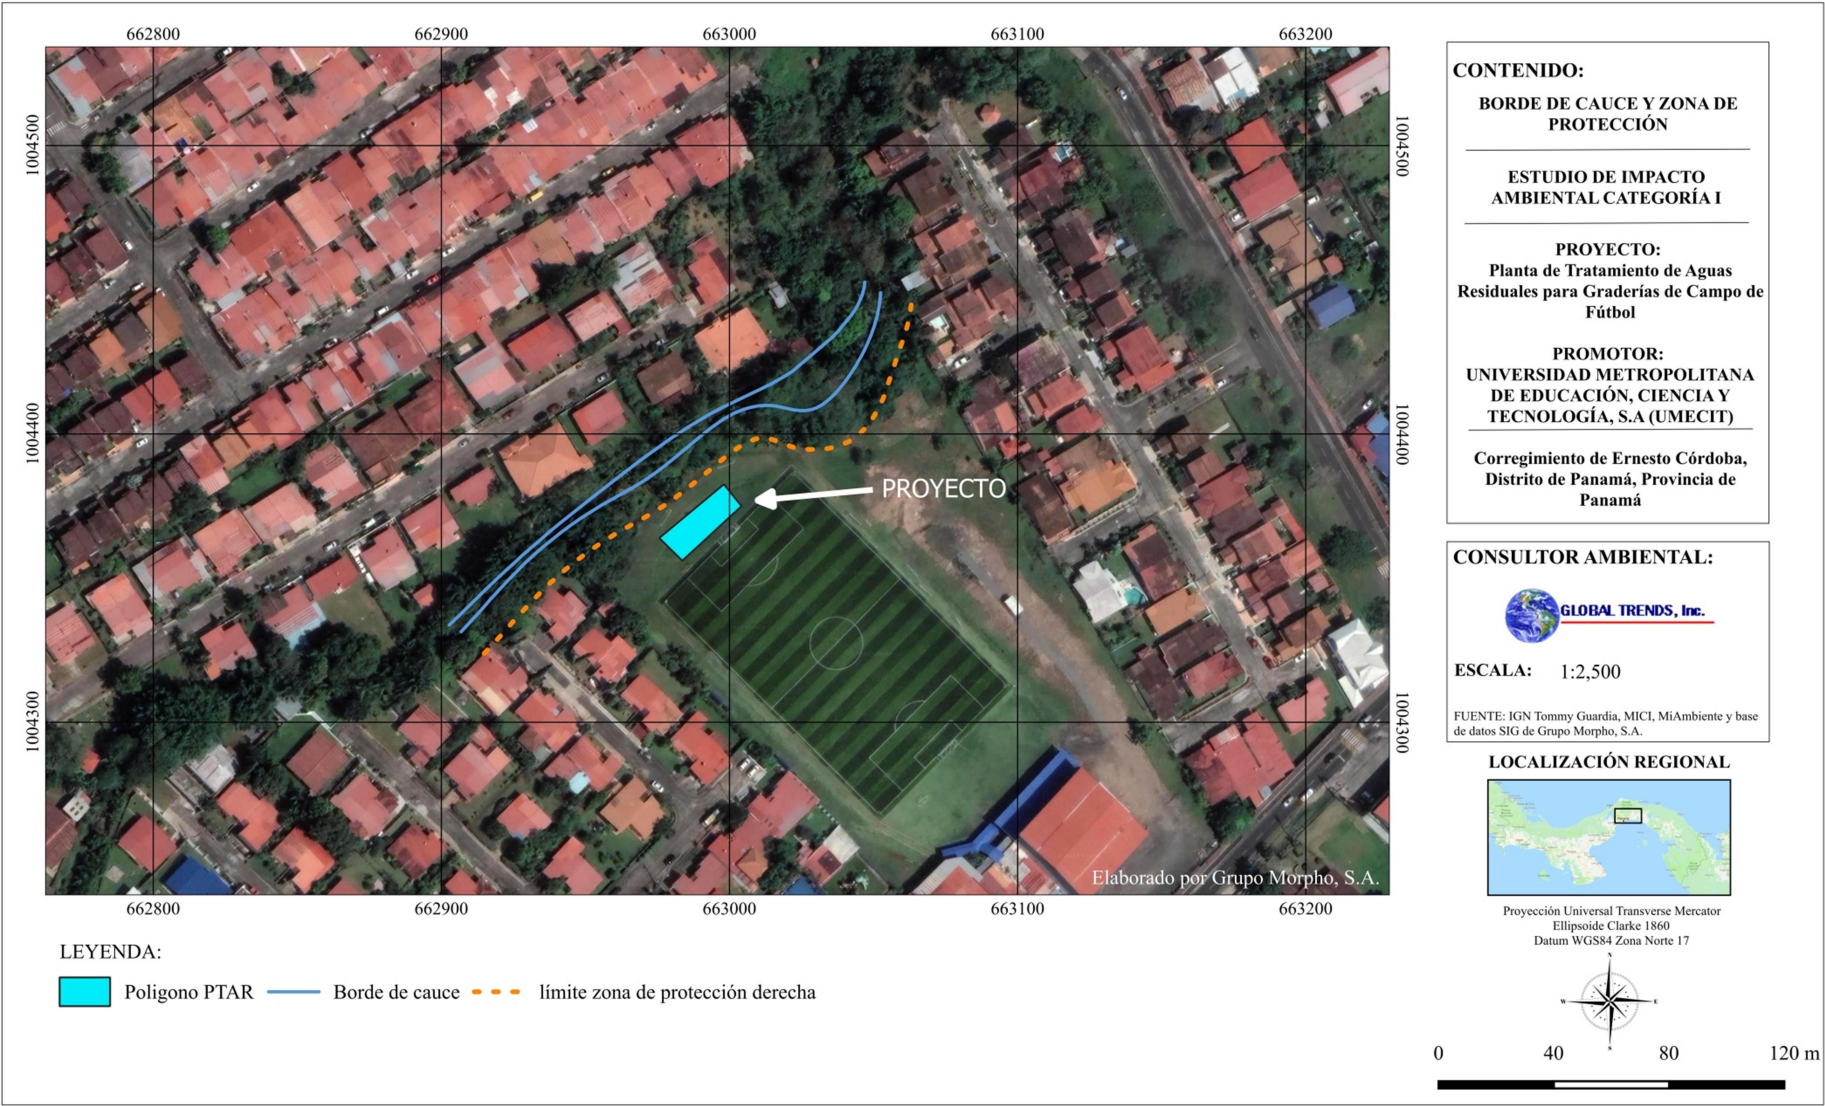 662800 662900 663000 663100 663200
1004500
1004400
1004300
1004500
1004400
1004300
PROYECTO
Elaborado por Grupo Morpho, S.A.
662800 662900 663000 663100 663200
LEYENDA:
Poligono PTAR Borde de cauce límite zona de protección derecha
CONTENIDO:
BORDE DE CAUCE Y ZONA DE
PROTECCIÓN
ESTUDIO DE IMPACTO
AMBIENTAL CATEGORÍA I
PROYECTO:
Planta de Tratamiento de Aguas
Residuales para Graderías de Campo de
Fútbol
PROMOTOR:
UNIVERSIDAD METROPOLITANA
DE EDUCACIÓN, CIENCIA Y
TECNOLOGÍA, S.A (UMECIT)
Corregimiento de Ernesto Córdoba,
Distrito de Panamá, Provincia de
Panamá
CONSULTOR AMBIENTAL:
GLOBAL TRENDS, Inc.
ESCALA: 1:2,500
FUENTE: IGN Tommy Guardia, MICI, MiAmbiente y base
de datos SIG de Grupo Morpho, S.A.
LOCALIZACIÓN REGIONAL
Proyección Universal Transverse Mercator
Ellipsoide Clarke 1860
Datum WGS84 Zona Norte 17
N
W E
S
0 40 80 120 m